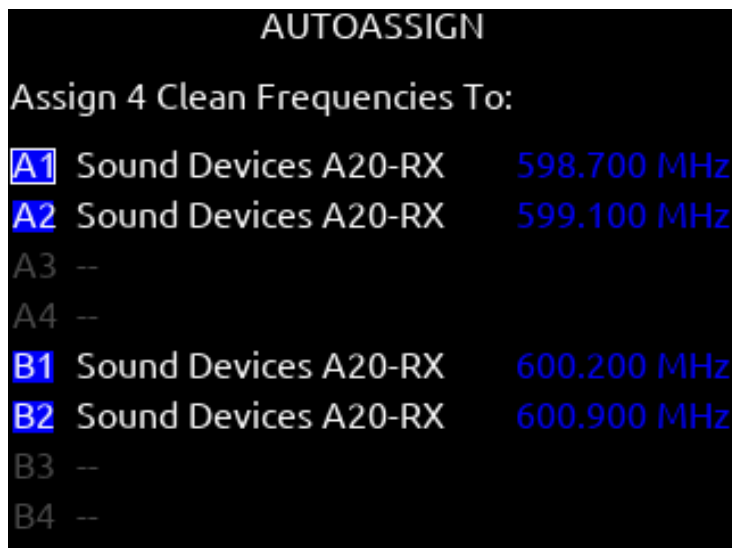 AUTOASSIGN
Assign 4 Clean Frequencies To:
A1 Sound Devices A20-RX 598.700 MHz
A2 Sound Devices A20-RX 599.100 MHz
A3 --
A4 --
B1 Sound Devices A20-RX 600.200 MHz
B2 Sound Devices A20-RX 600.900 MHz
B3 --
B4 --